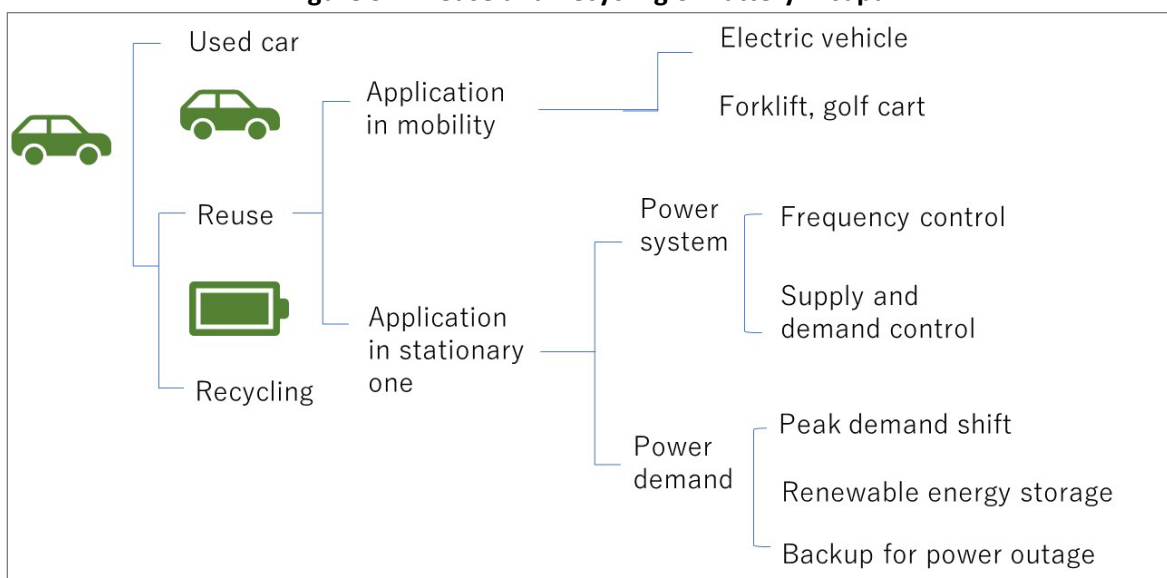 Used car
Electric vehicle
Application
in mobility
Forklift, golf cart
Reuse
Power
system
Frequency control
Supply and
demand control
Application
in stationary
one
Recycling
Power
demand
Peak demand shift
Renewable energy storage
Backup for power outage